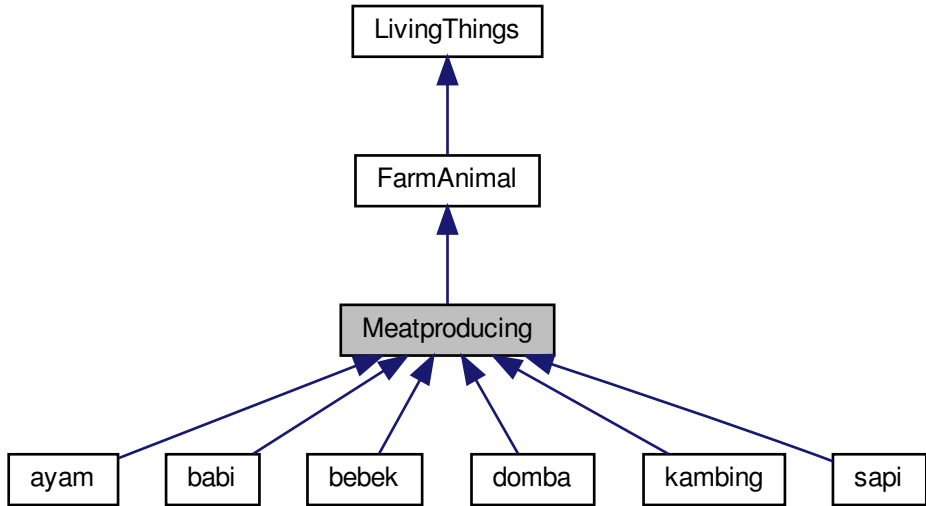 LivingThings
FarmAnimal
Meatproducing
ayam
babi
bebek
domba
kambing
sapi